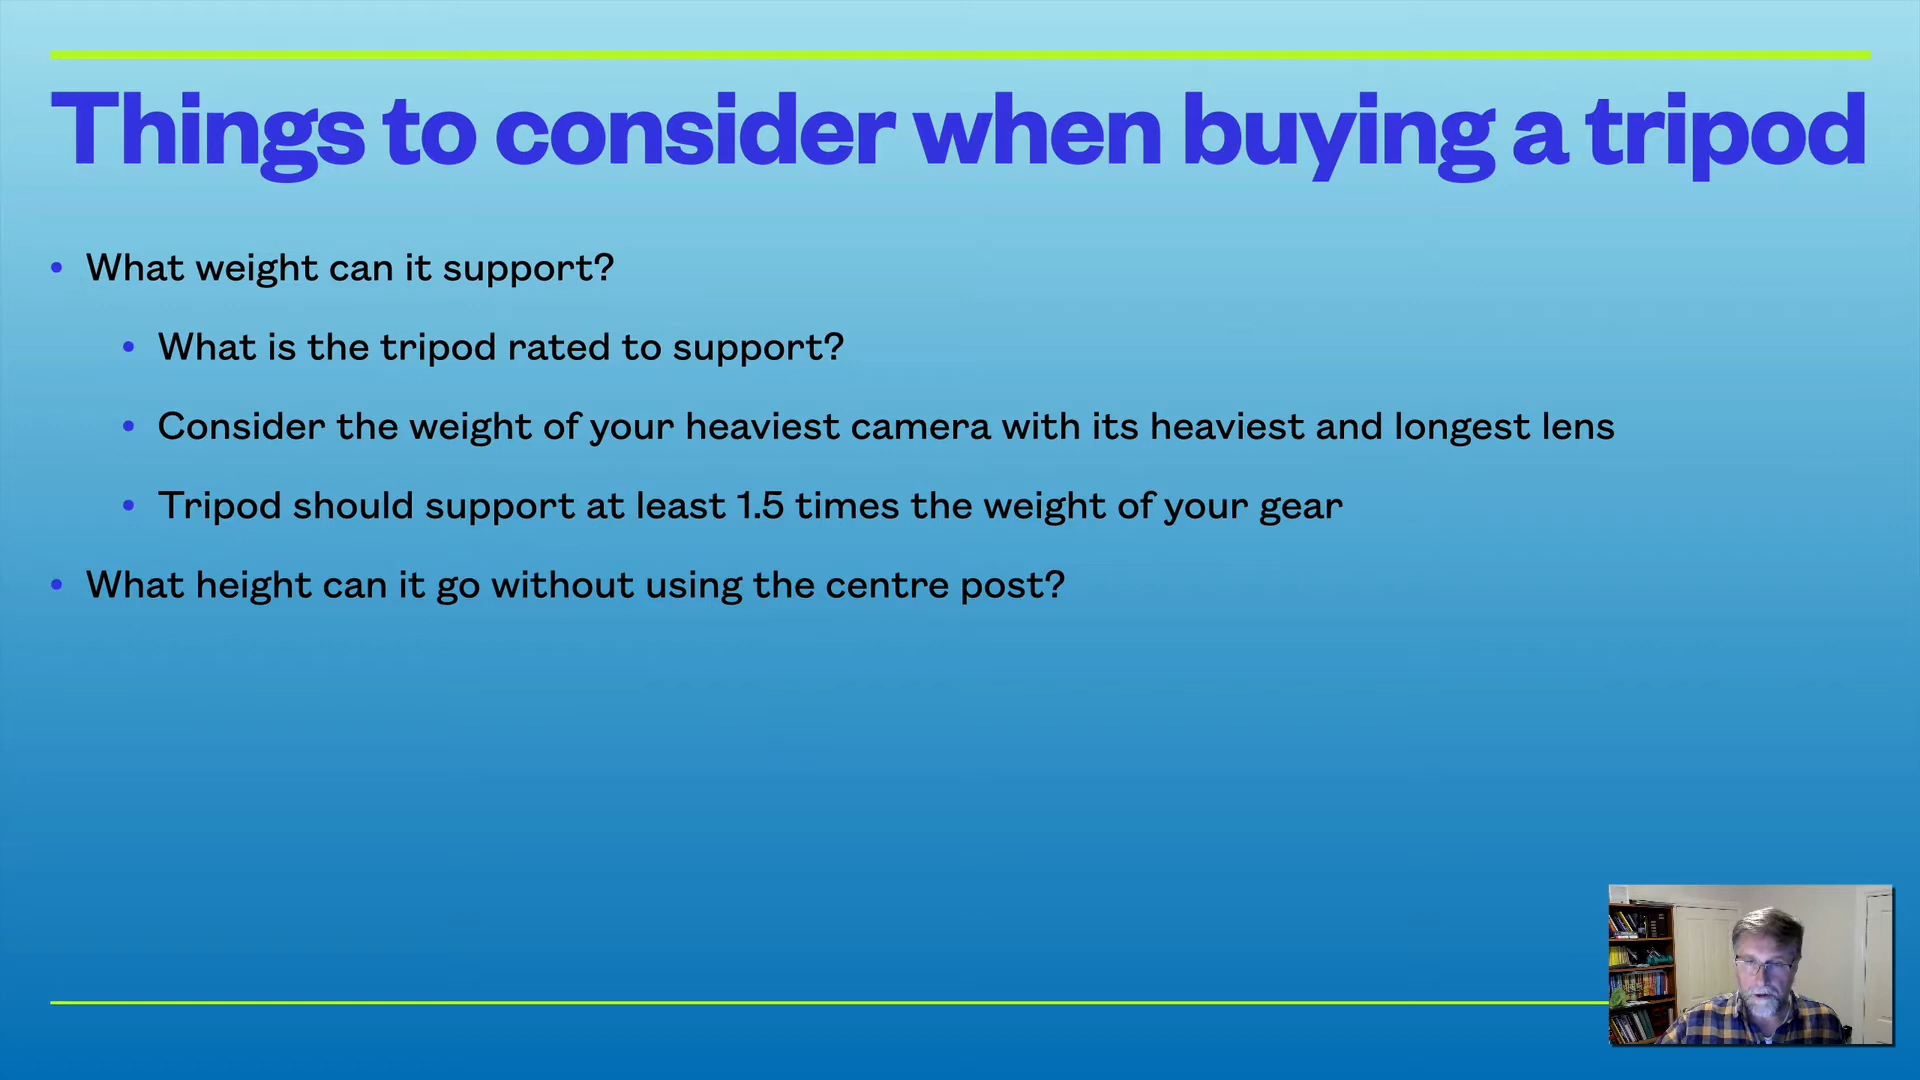 Things to consider when buying a tripod
• What weight can it support?
• What is the tripod rated to support?
• Consider the weight of your heaviest camera with its heaviest and longest lens
• Tripod should support at least 1.5 times the weight of your gear
• What height can it go without using the centre post?